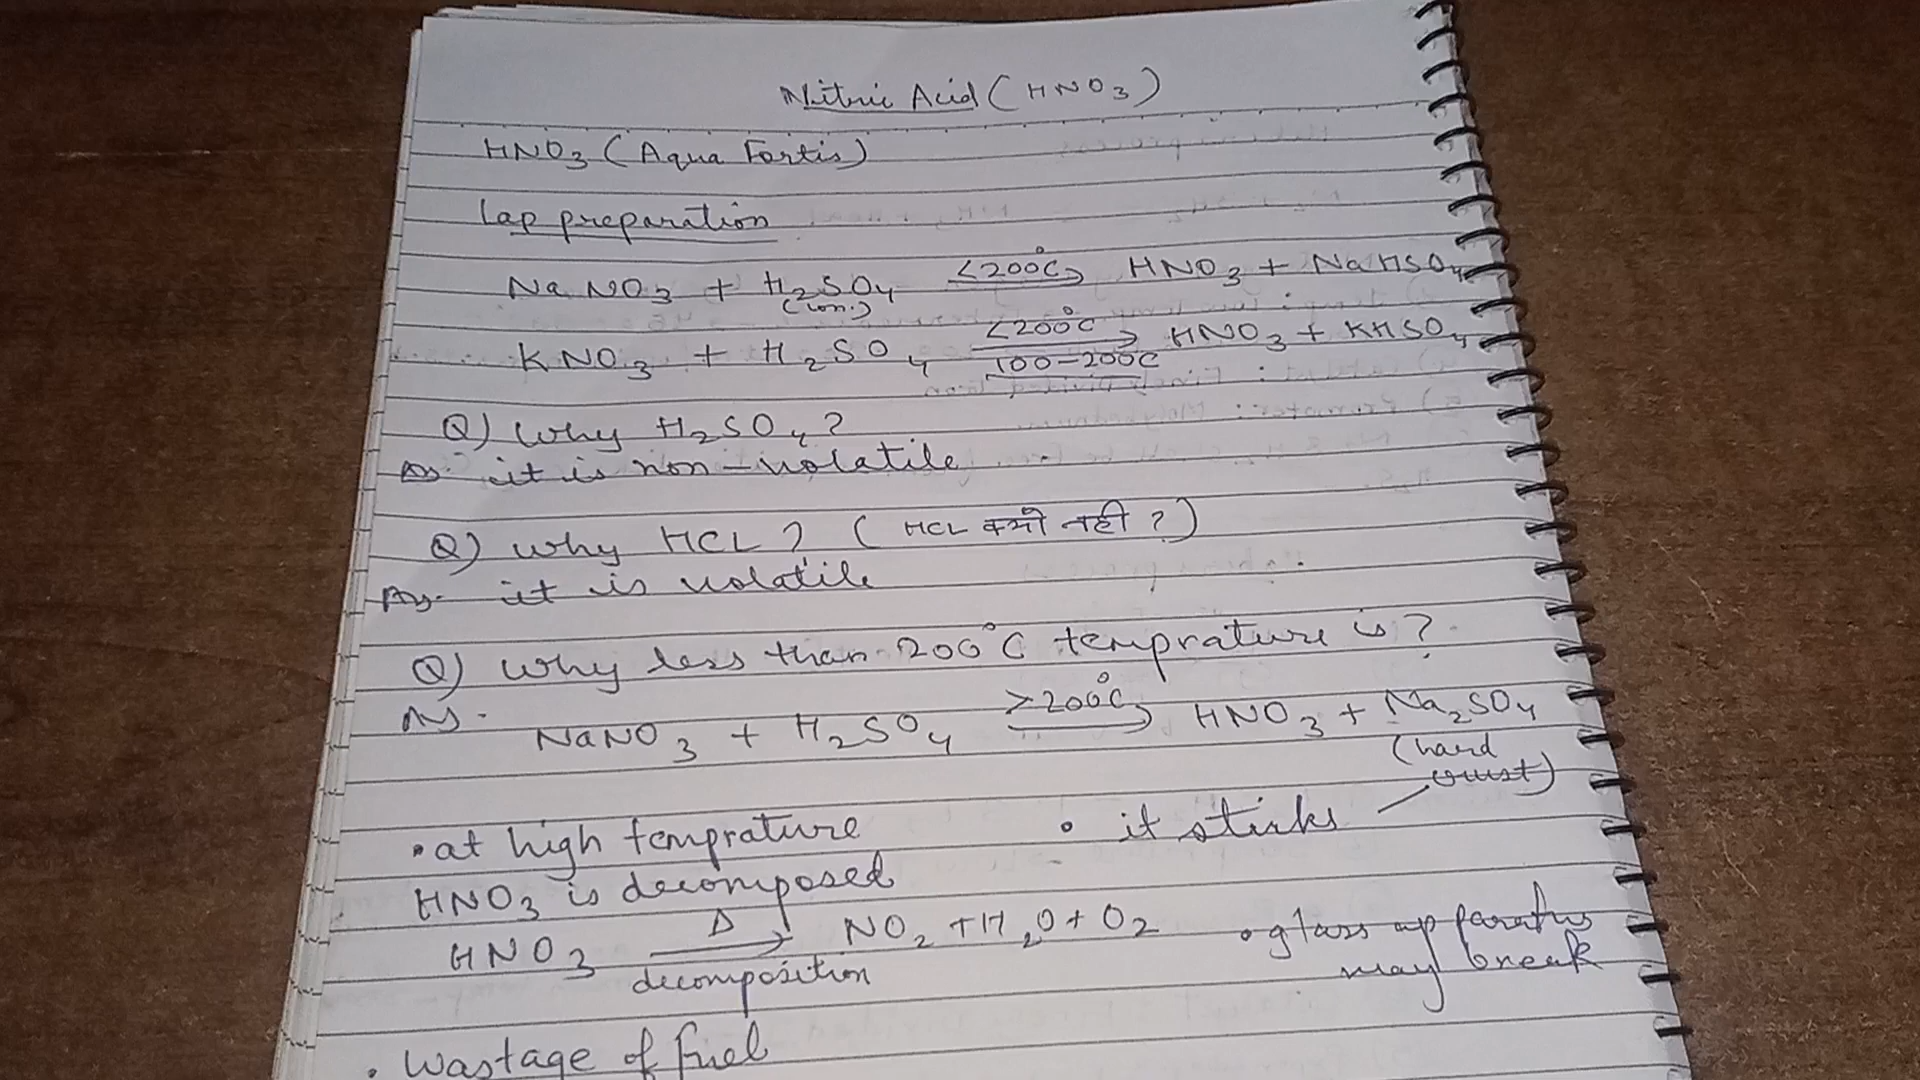 Nitric Acid (HNO3)
HNO3 (Aqua Fortis)
Lap preparation
NaNO3 + H2SO4 <200°C→ HNO3 + NaHSO4
(con.)
KNO3 + H2SO4 <200°C→ HNO3 + KHSO4
100-200°C
Q) Why H2SO4?
As. it is non-volatile
Q) Why HCL? (HCL क्यों नही ?)
Ay. it is volatile
Q) Why less than 200°C temprature is?
Ay. NaNO3 + H2SO4 >200°C→ HNO3 + Na2SO4
(hard crust)
• at high temprature
• it sticks
HNO3 is decomposed
HNO3 Δ→ NO2 + H2O + O2
decomposition
• glass apparatus
may break
• Wastage of fuel